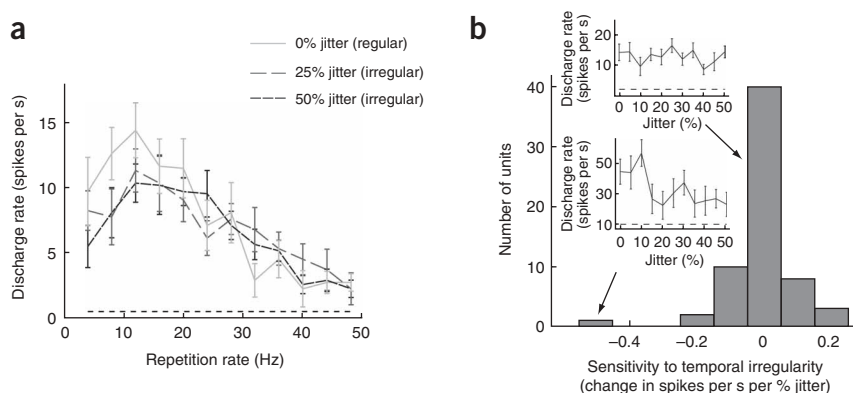 a
0% jitter (regular)
25% jitter (irregular)
50% jitter (irregular)
Discharge rate (spikes per s)
15
10
5
0
0 10 20 30 40 50
Repetition rate (Hz)
b
Number of units
40
30
20
10
0
−0.4 −0.2 0 0.2
Sensitivity to temporal irregularity
(change in spikes per s per % jitter)
Discharge rate
(spikes per s)
20
10
0 10 20 30 40 50
Jitter (%)
Discharge rate
(spikes per s)
50
30
10
0 10 20 30 40 50
Jitter (%)